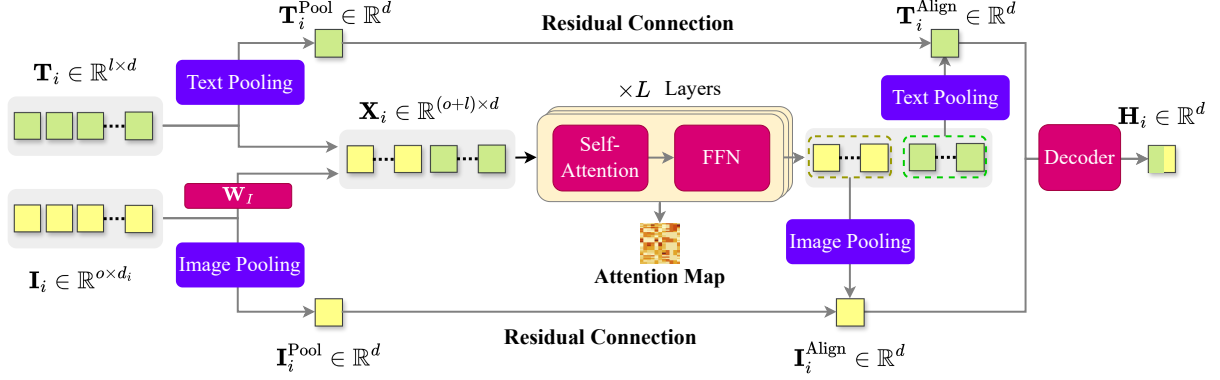 T_i^Pool ∈ ℝ^d
Residual Connection
T_i^Align ∈ ℝ^d
T_i ∈ ℝ^{l×d}
Text Pooling
×L Layers
Text Pooling
X_i ∈ ℝ^{(o+l)×d}
H_i ∈ ℝ^d
Self-
Attention
FFN
Decoder
W_I
Image Pooling
Image Pooling
I_i ∈ ℝ^{o×d_i}
Attention Map
Residual Connection
I_i^Pool ∈ ℝ^d
I_i^Align ∈ ℝ^d